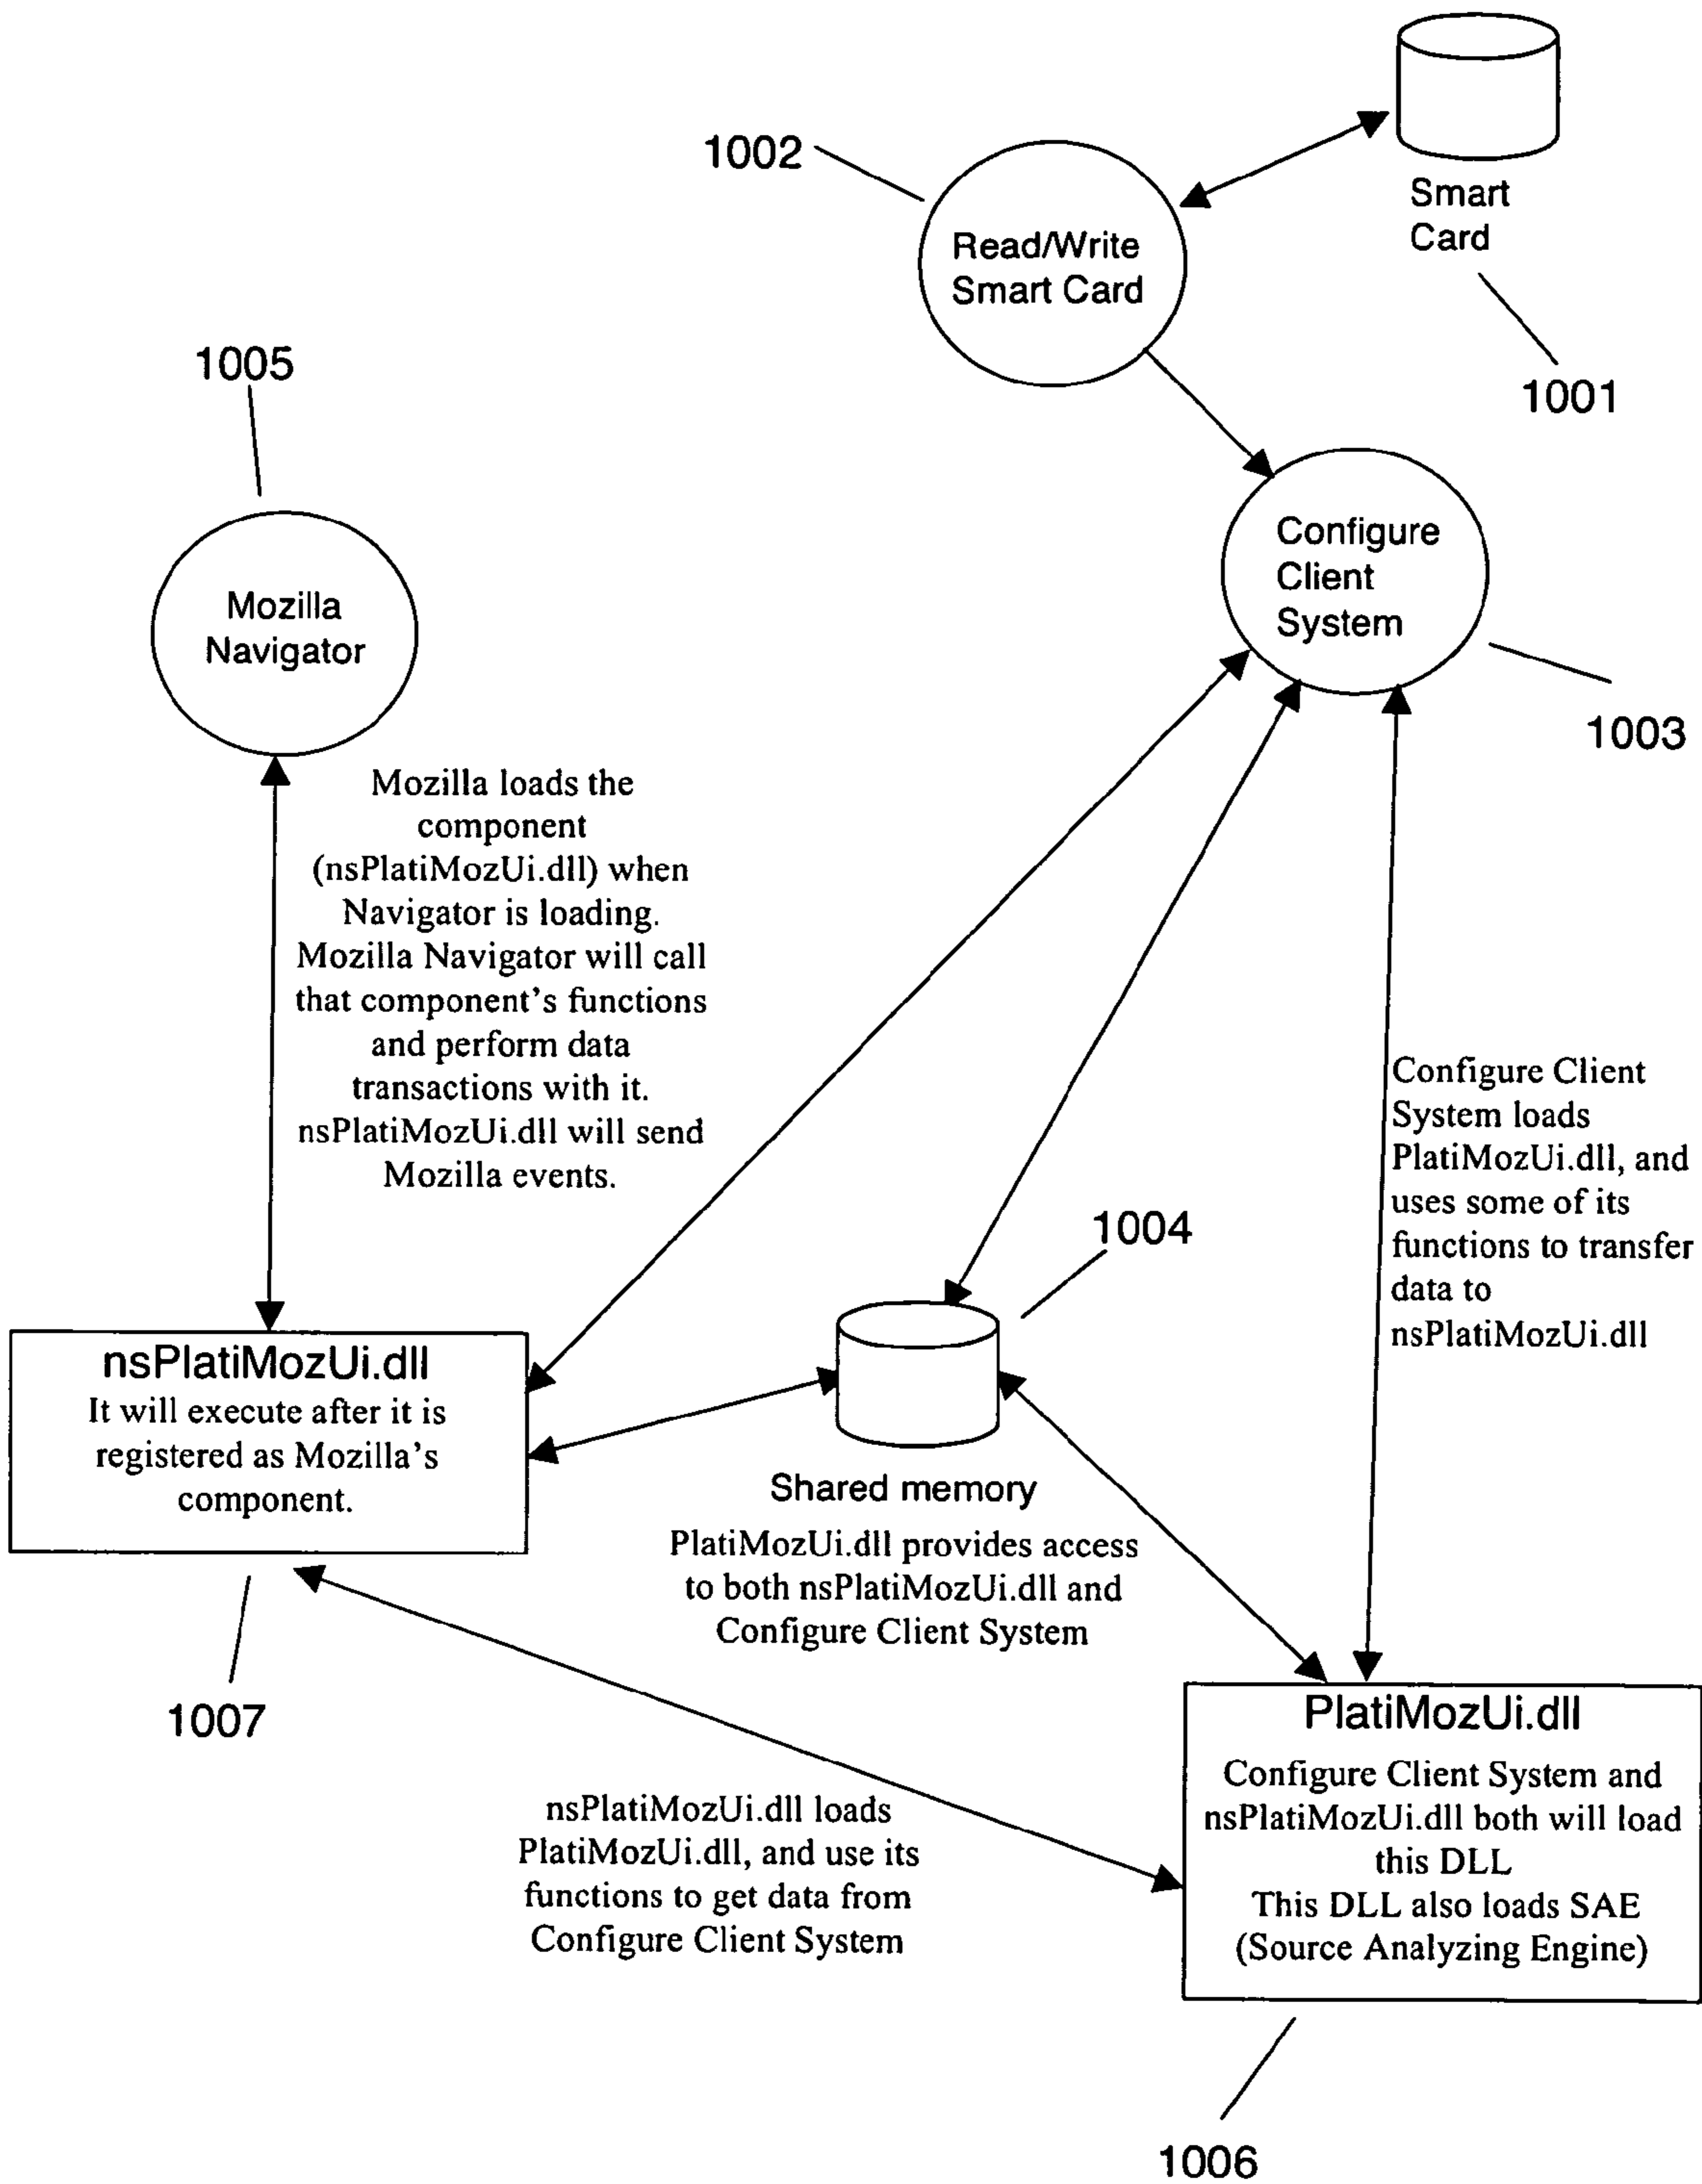 1002
Smart
Card
Read/Write
Smart Card
1001
1005
Configure
Client
System
Mozilla
Navigator
1003
Mozilla loads the
component
(nsPlatiMozUi.dll) when
Navigator is loading.
Mozilla Navigator will call
that component's functions
and perform data
transactions with it.
nsPlatiMozUi.dll will send
Mozilla events.
Configure Client
System loads
PlatiMozUi.dll, and
uses some of its
functions to transfer
data to
nsPlatiMozUi.dll
1004
nsPlatiMozUi.dll
It will execute after it is
registered as Mozilla's
component.
Shared memory
PlatiMozUi.dll provides access
to both nsPlatiMozUi.dll and
Configure Client System
1007
PlatiMozUi.dll
Configure Client System and
nsPlatiMozUi.dll both will load
this DLL
This DLL also loads SAE
(Source Analyzing Engine)
nsPlatiMozUi.dll loads
PlatiMozUi.dll, and use its
functions to get data from
Configure Client System
1006